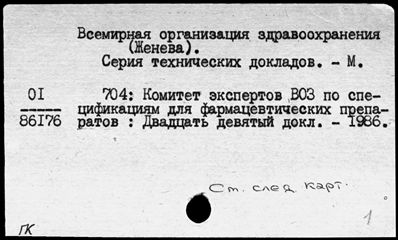 Всемирная организация здравоохранения
(Женева).
Серия технических докладов. - М.
01 704: Комитет экспертов ВОЗ по спе-
86176 цификациям для фармацевтических препа-
ратов : Двадцать девятый докл. - 1986.
Ст. след. карт.
1
ГК